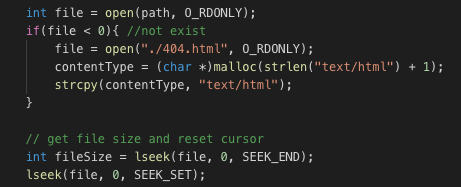 int file = open(path, O_RDONLY);
if(file < 0){ //not exist
    file = open("./404.html", O_RDONLY);
    contentType = (char *)malloc(strlen("text/html") + 1);
    strcpy(contentType, "text/html");
}

// get file size and reset cursor
int fileSize = lseek(file, 0, SEEK_END);
lseek(file, 0, SEEK_SET);